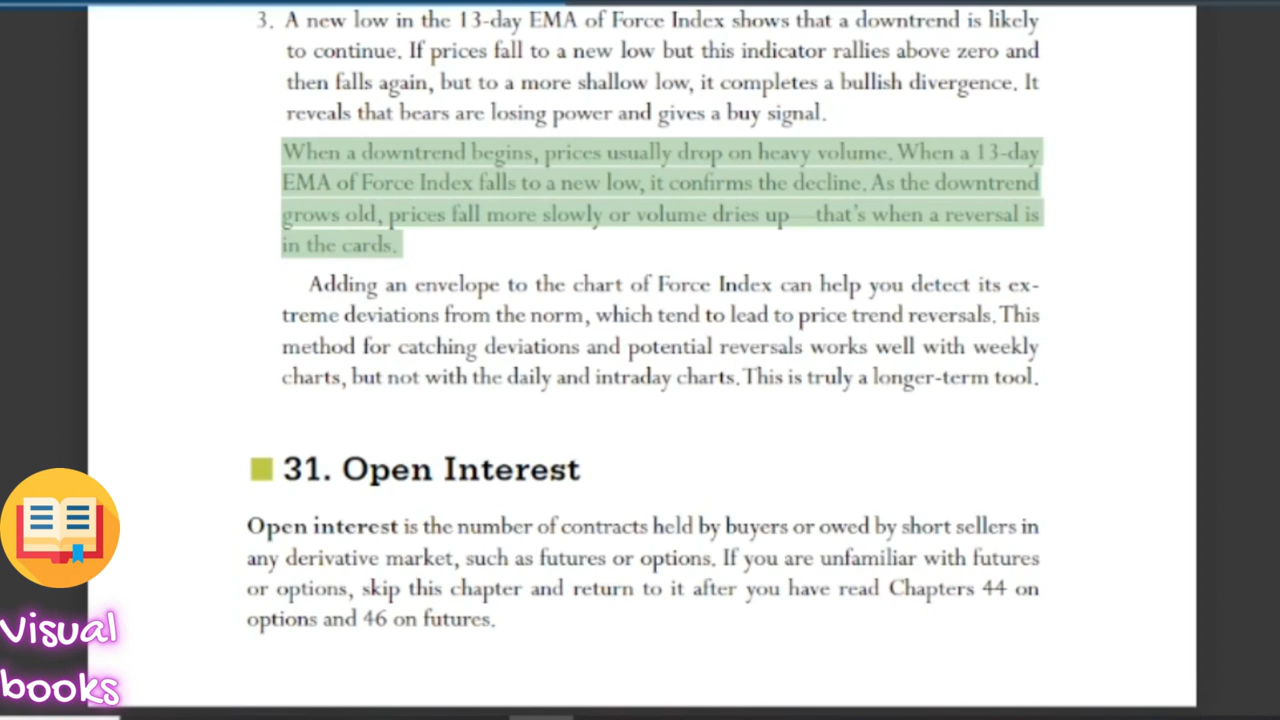 3. A new low in the 13-day EMA of Force Index shows that a downtrend is likely
to continue. If prices fall to a new low but this indicator rallies above zero and
then falls again, but to a more shallow low, it completes a bullish divergence. It
reveals that bears are losing power and gives a buy signal.
When a downtrend begins, prices usually drop on heavy volume. When a 13-day
EMA of Force Index falls to a new low, it confirms the decline. As the downtrend
grows old, prices fall more slowly or volume dries up—that's when a reversal is
in the cards.
Adding an envelope to the chart of Force Index can help you detect its ex-
treme deviations from the norm, which tend to lead to price trend reversals. This
method for catching deviations and potential reversals works well with weekly
charts, but not with the daily and intraday charts. This is truly a longer-term tool.
31. Open Interest
Open interest is the number of contracts held by buyers or owed by short sellers in
any derivative market, such as futures or options. If you are unfamiliar with futures
or options, skip this chapter and return to it after you have read Chapters 44 on
options and 46 on futures.
Visual
books